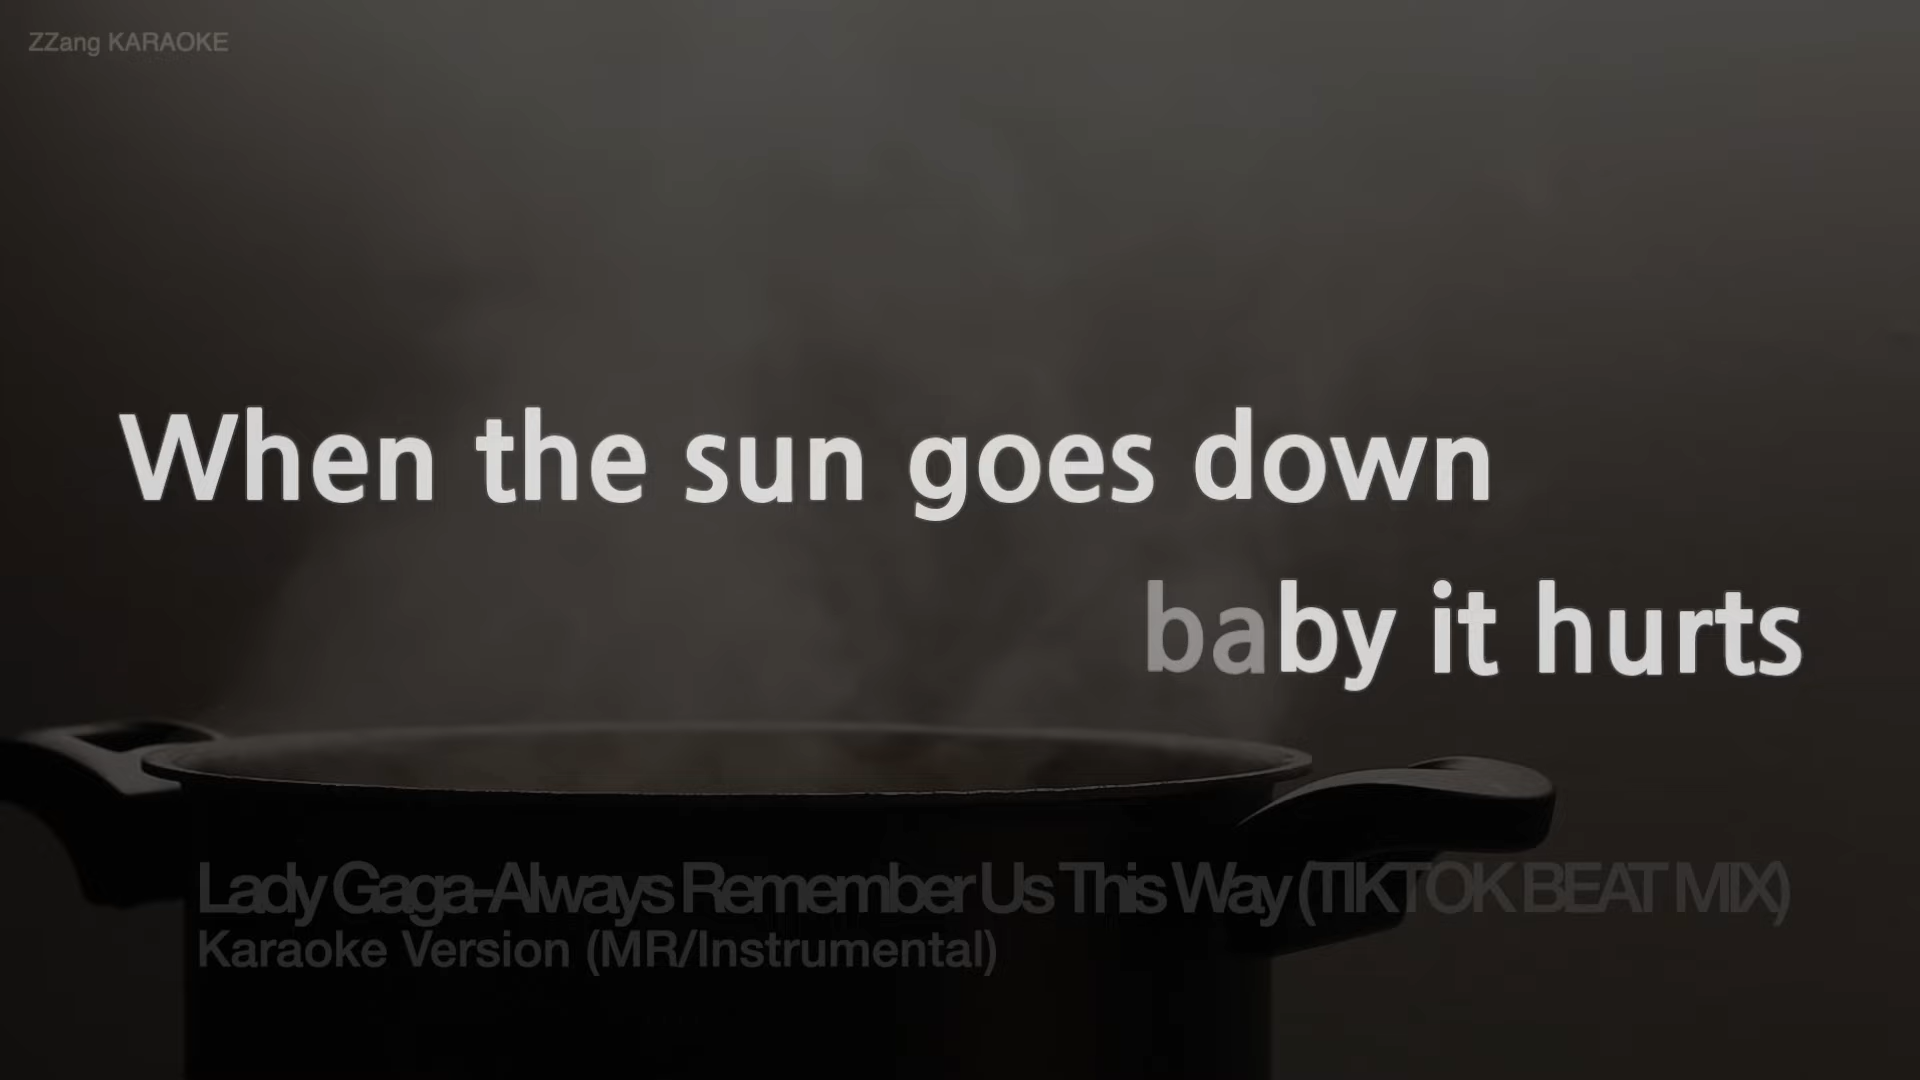 ZZang KARAOKE
When the sun goes down
baby it hurts
Lady Gaga-Always Remember Us This Way (TIKTOK BEAT MIX)
Karaoke Version (MR/Instrumental)